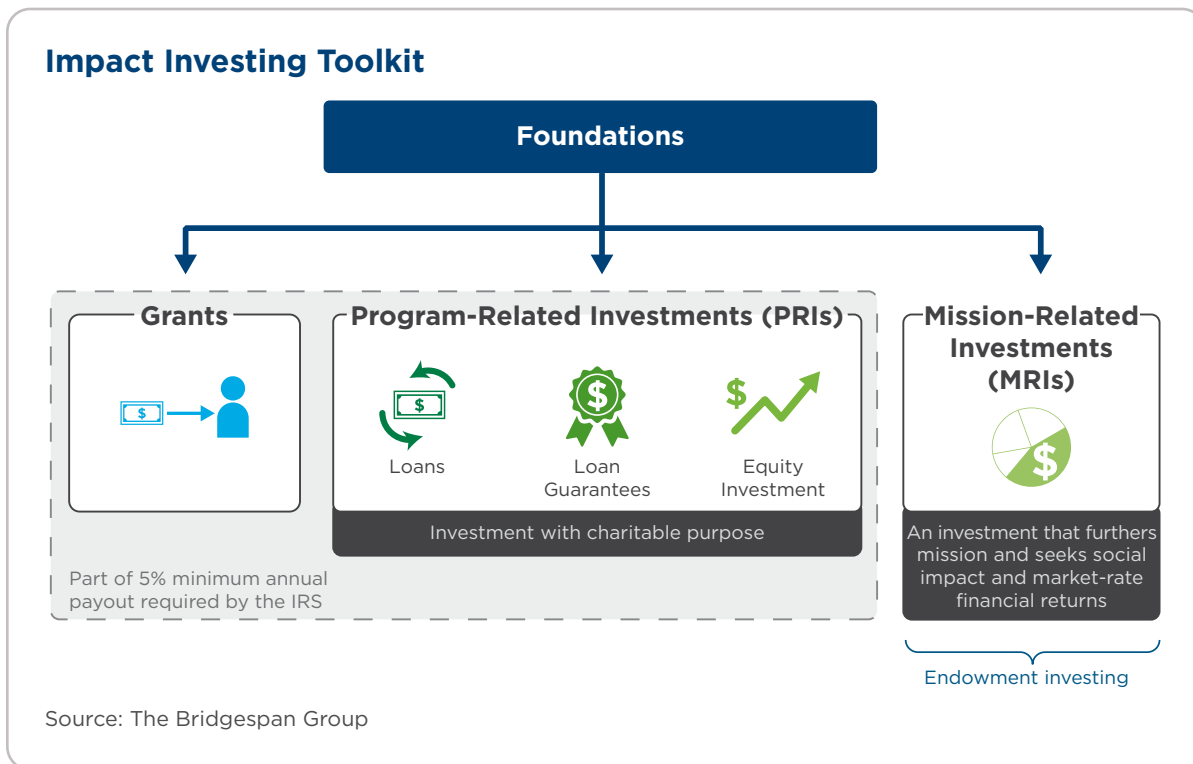 Impact Investing Toolkit
Foundations
Grants
$
Part of 5% minimum annual
payout required by the IRS
Program-Related Investments (PRIs)
$
Loans
$
Loan
Guarantees
$
Equity
Investment
Investment with charitable purpose
Mission-Related
Investments
(MRIs)
$
An investment that furthers
mission and seeks social
impact and market-rate
financial returns
Endowment investing
Source: The Bridgespan Group